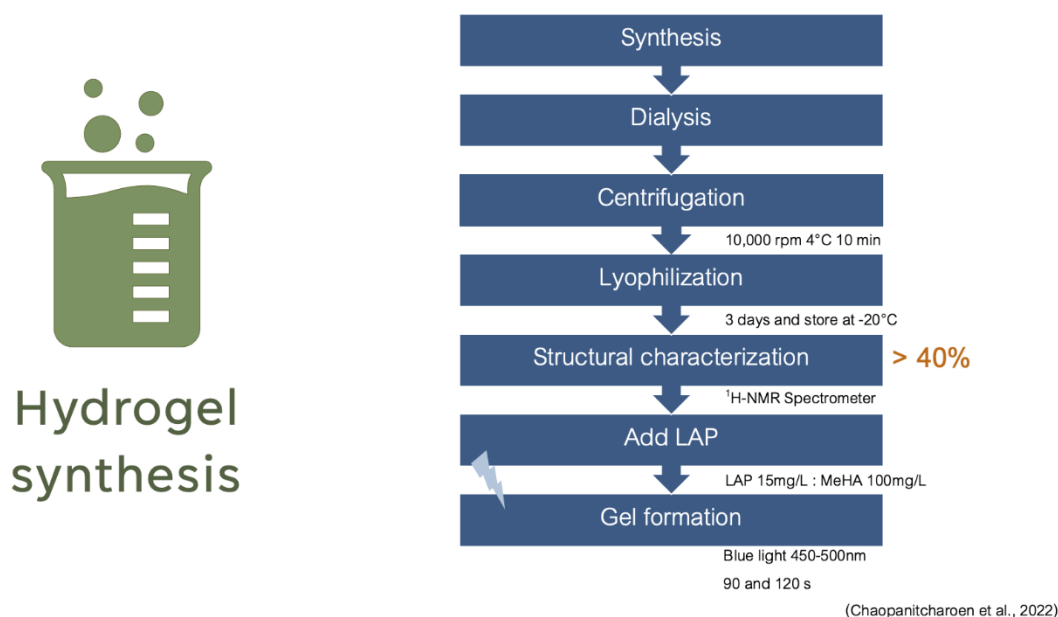 Hydrogel
synthesis
Synthesis
Dialysis
Centrifugation
10,000 rpm 4°C 10 min
Lyophilization
3 days and store at -20°C
Structural characterization
> 40%
¹H-NMR Spectrometer
Add LAP
LAP 15mg/L : MeHA 100mg/L
Gel formation
Blue light 450-500nm
90 and 120 s
(Chaopanitcharoen et al., 2022)